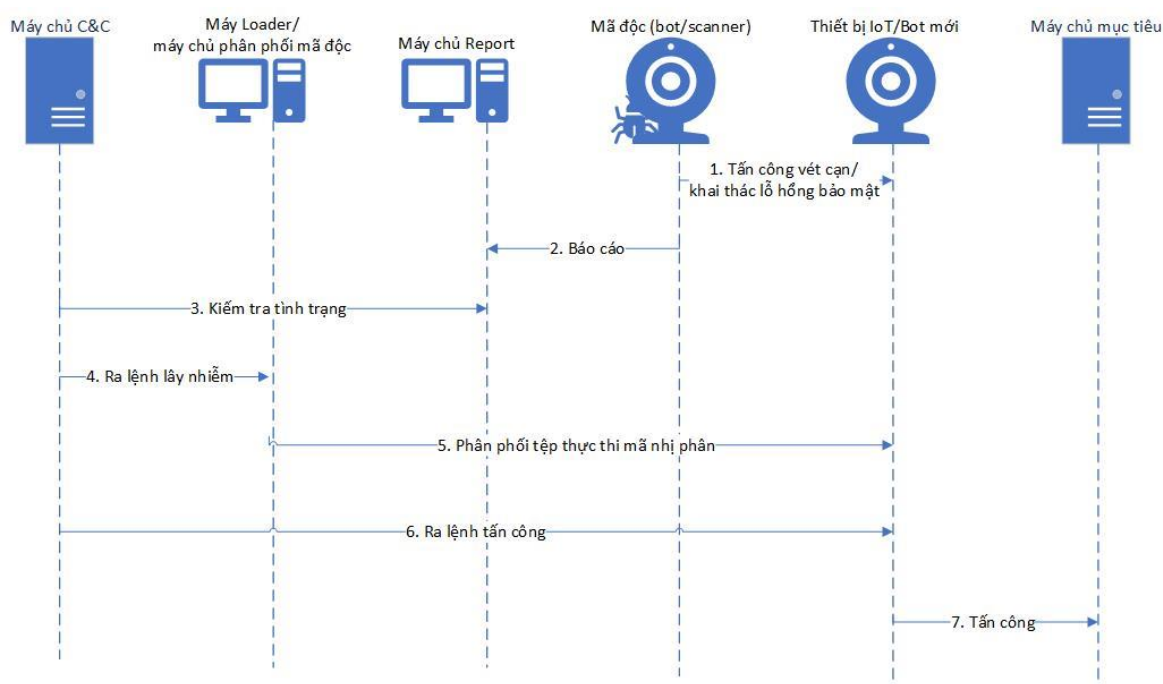 Máy chủ C&C
Máy Loader/
máy chủ phân phối mã độc
Máy chủ Report
Mã độc (bot/scanner)
Thiết bị IoT/Bot mới
Máy chủ mục tiêu
1. Tấn công vét cạn/
khai thác lỗ hổng bảo mật
2. Báo cáo
3. Kiếm tra tình trạng
4. Ra lệnh lây nhiễm
5. Phân phối tệp thực thi mã nhị phân
6. Ra lệnh tấn công
7. Tấn công